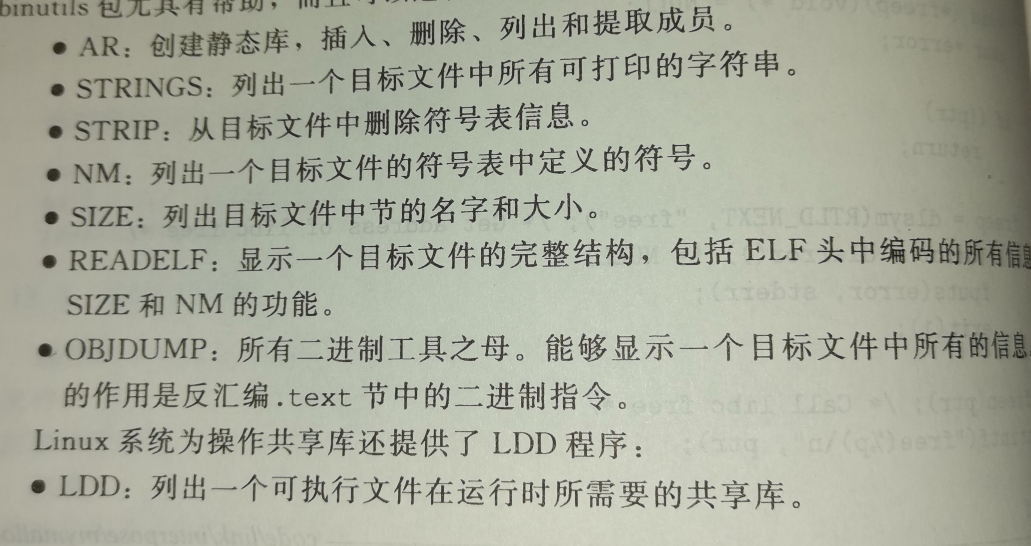 binutils 包尤其有帮助，而且
● AR：创建静态库，插入、删除、列出和提取成员。
● STRINGS：列出一个目标文件中所有可打印的字符串。
● STRIP：从目标文件中删除符号表信息。
● NM：列出一个目标文件的符号表中定义的符号。
● SIZE：列出目标文件中节的名字和大小。
● READELF：显示一个目标文件的完整结构，包括 ELF 头中编码的所有信息
SIZE 和 NM 的功能。
● OBJDUMP：所有二进制工具之母。能够显示一个目标文件中所有的信息。
的作用是反汇编 .text 节中的二进制指令。
Linux 系统为操作共享库还提供了 LDD 程序：
● LDD：列出一个可执行文件在运行时所需要的共享库。